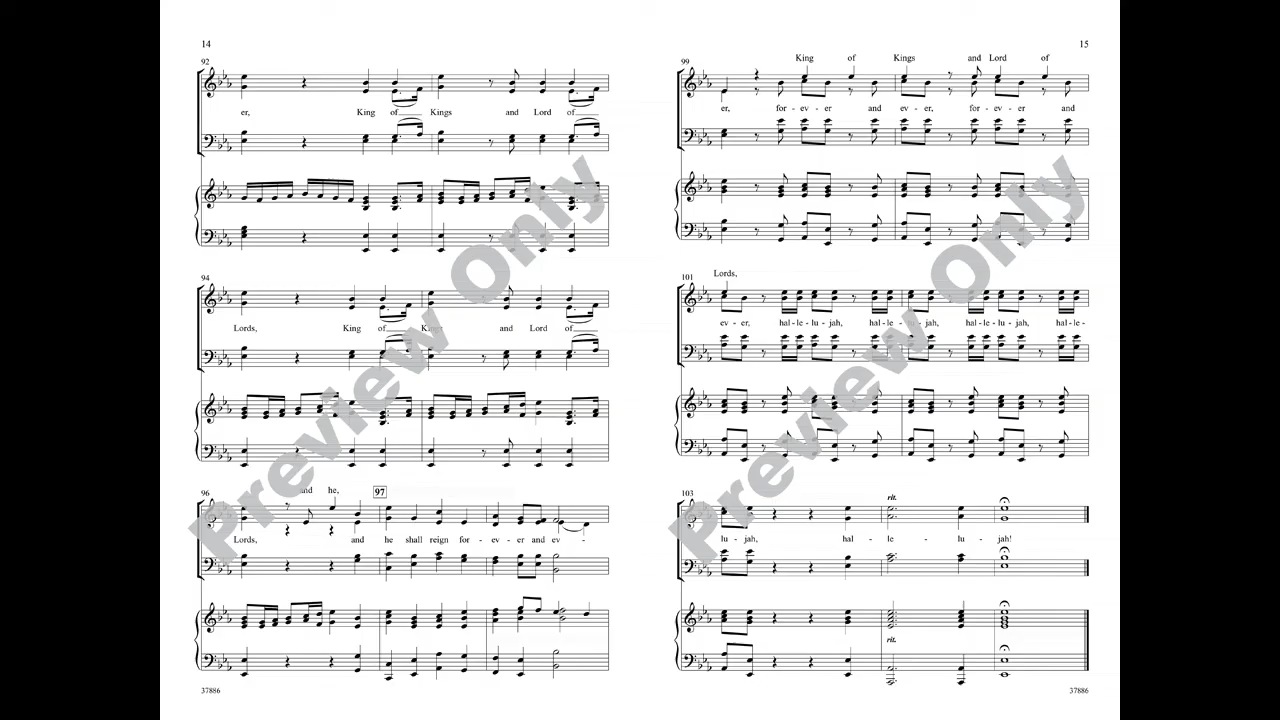 14
92
er, King of Kings and Lord of
94
Lords, King of Kings and Lord of
96
and he,
97
Lords, and he shall reign for - ev - er and ev -
37886
15
99
King of Kings and Lord of
er, for - ev - er and ev - er, for - ev - er and
101
Lords,
ev - er, hal - le - lu - jah, hal - le - jah, hal - le - lu - jah, hal - le -
103
rit.
lu - jah, hal - le - lu - jah!
rit.
37886
Preview Only
Preview Only